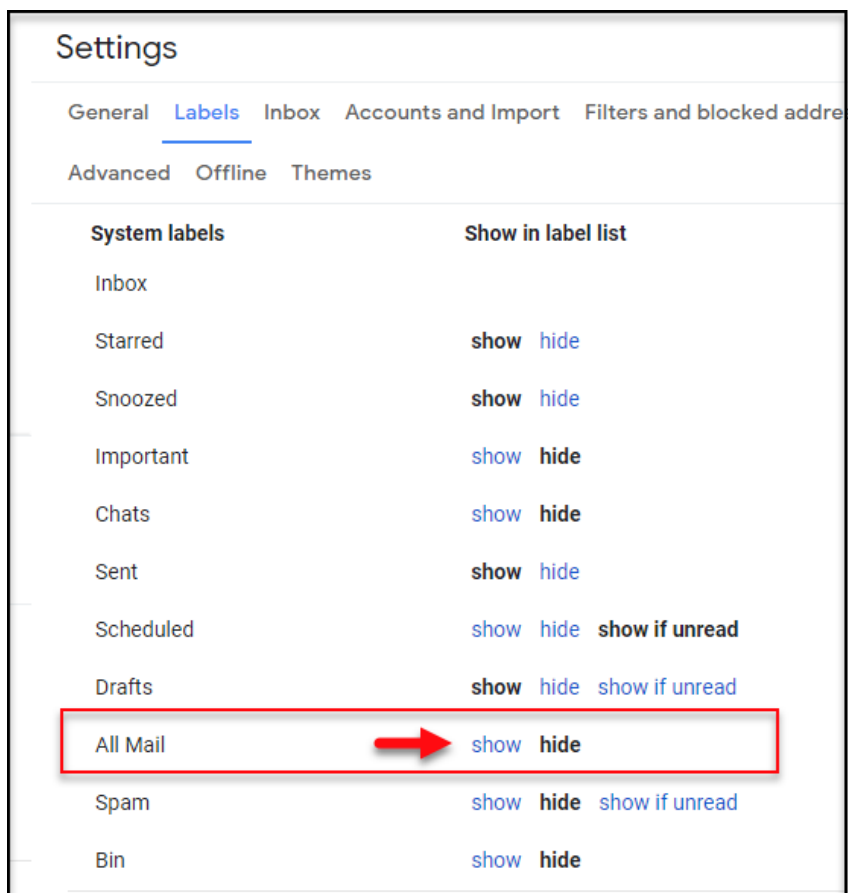 Settings
General Labels Inbox Accounts and Import Filters and blocked addre
Advanced Offline Themes
System labels Show in label list
Inbox
Starred show hide
Snoozed show hide
Important show hide
Chats show hide
Sent show hide
Scheduled show hide show if unread
Drafts show hide show if unread
All Mail show hide
Spam show hide show if unread
Bin show hide